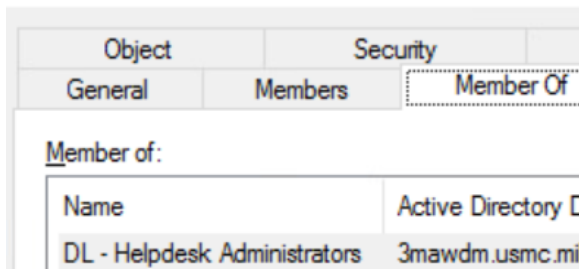 Object Security
General Members Member Of
Member of:
Name Active Directory D
DL - Helpdesk Administrators 3mawdm.usmc.mi